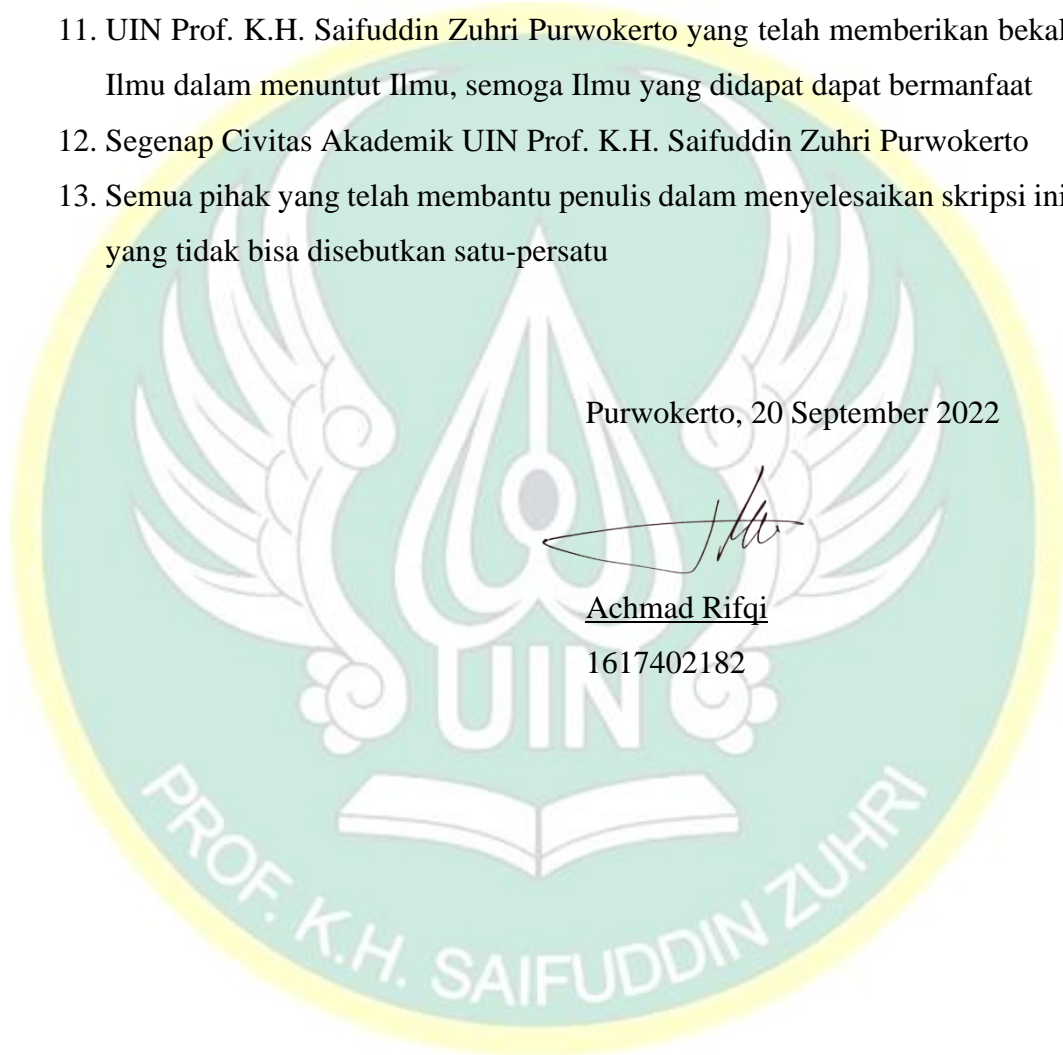 11. UIN Prof. K.H. Saifuddin Zuhri Purwokerto yang telah memberikan bekal
Ilmu dalam menuntut Ilmu, semoga Ilmu yang didapat dapat bermanfaat
12. Segenap Civitas Akademik UIN Prof. K.H. Saifuddin Zuhri Purwokerto
13. Semua pihak yang telah membantu penulis dalam menyelesaikan skripsi ini
yang tidak bisa disebutkan satu-persatu
Purwokerto, 20 September 2022
Achmad Rifqi
1617402182
UIN
PROF. K.H. SAIFUDDIN ZUHRI